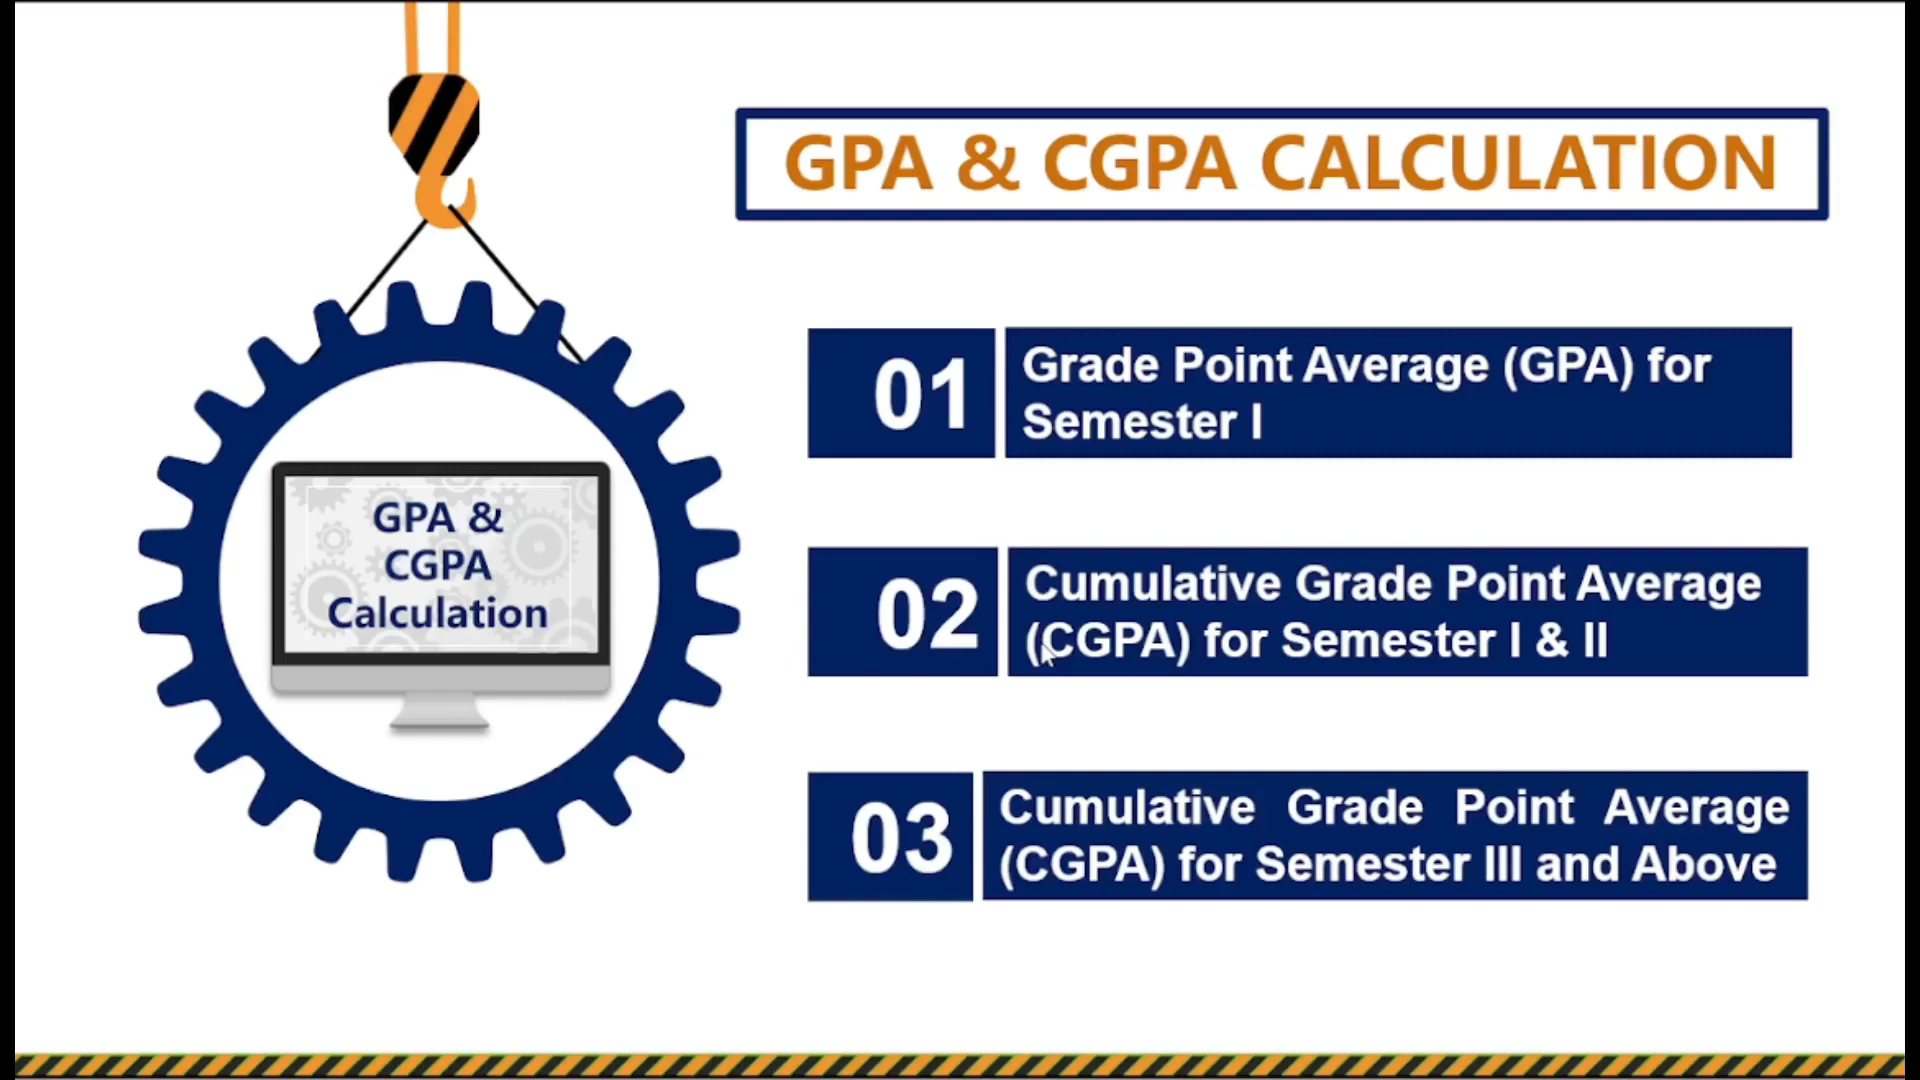 GPA & CGPA CALCULATION
GPA &
CGPA
Calculation
01
Grade Point Average (GPA) for
Semester I
02
Cumulative Grade Point Average
(CGPA) for Semester I & II
03
Cumulative Grade Point Average
(CGPA) for Semester III and Above